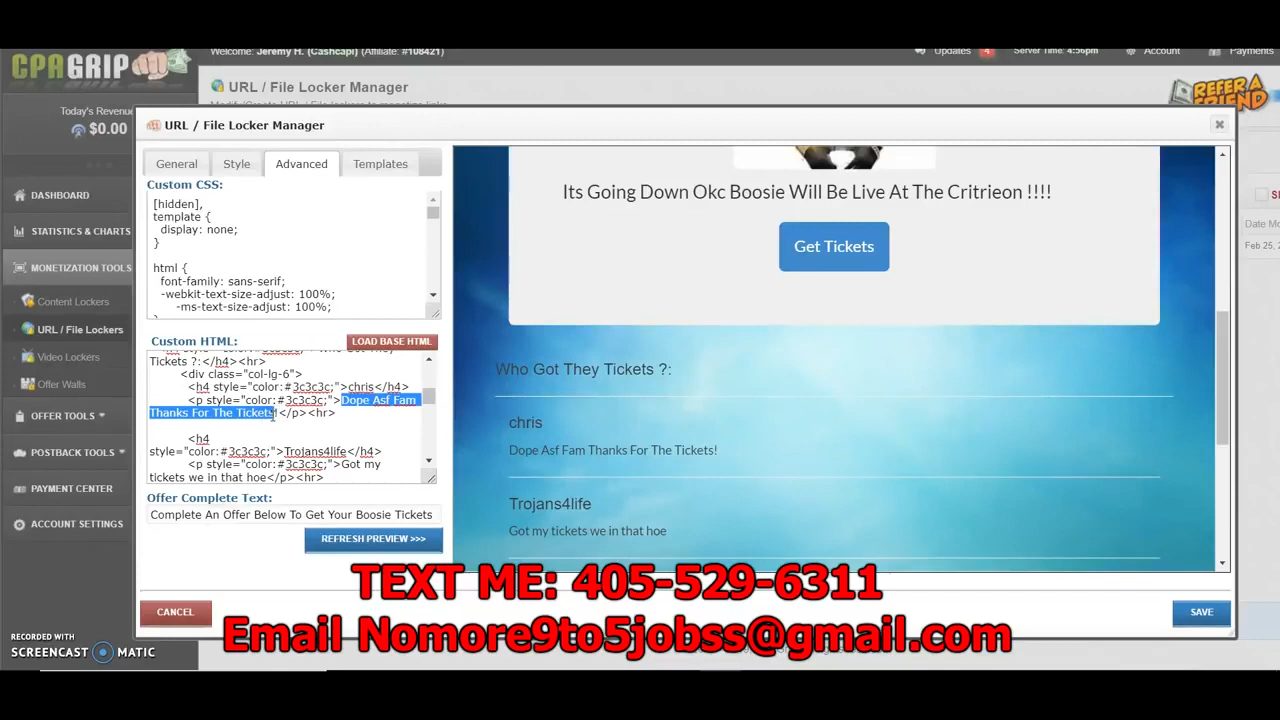 CPAGRIP
Welcome: Jeremy H. (Cashcapi) (Affiliate: #108421)
Updates 4 Server Time: 4:56pm Account Payments
URL / File Locker Manager
REFER A FRIEND
Today's Revenue
$0.00
DASHBOARD
STATISTICS & CHARTS
MONETIZATION TOOLS
Content Lockers
URL / File Lockers
Video Lockers
Offer Walls
OFFER TOOLS
POSTBACK TOOLS
PAYMENT CENTER
ACCOUNT SETTINGS
URL / File Locker Manager
General Style Advanced Templates
Custom CSS:
[hidden],
template {
display: none;
}
html {
font-family: sans-serif;
-webkit-text-size-adjust: 100%;
-ms-text-size-adjust: 100%;
Custom HTML:
LOAD BASE HTML
Tickets ?:</h4><hr>
<div class="col-lg-6">
<h4 style="color:#3c3c3c;">chris</h4>
<p style="color:#3c3c3c;">Dope Asf Fam
Thanks For The Tickets!</p><hr>
<h4
style="color:#3c3c3c;">Trojans4life</h4>
<p style="color:#3c3c3c;">Got my
tickets we in that hoe</p><hr>
Offer Complete Text:
Complete An Offer Below To Get Your Boosie Tickets
REFRESH PREVIEW >>>
CANCEL
Its Going Down Okc Boosie Will Be Live At The Critrieon !!!!
Get Tickets
Who Got They Tickets ?:
chris
Dope Asf Fam Thanks For The Tickets!
Trojans4life
Got my tickets we in that hoe
SAVE
Date Mo
Feb 25, 2
TEXT ME: 405-529-6311
Email Nomore9to5jobss@gmail.com
RECORDED WITH
SCREENCAST MATIC